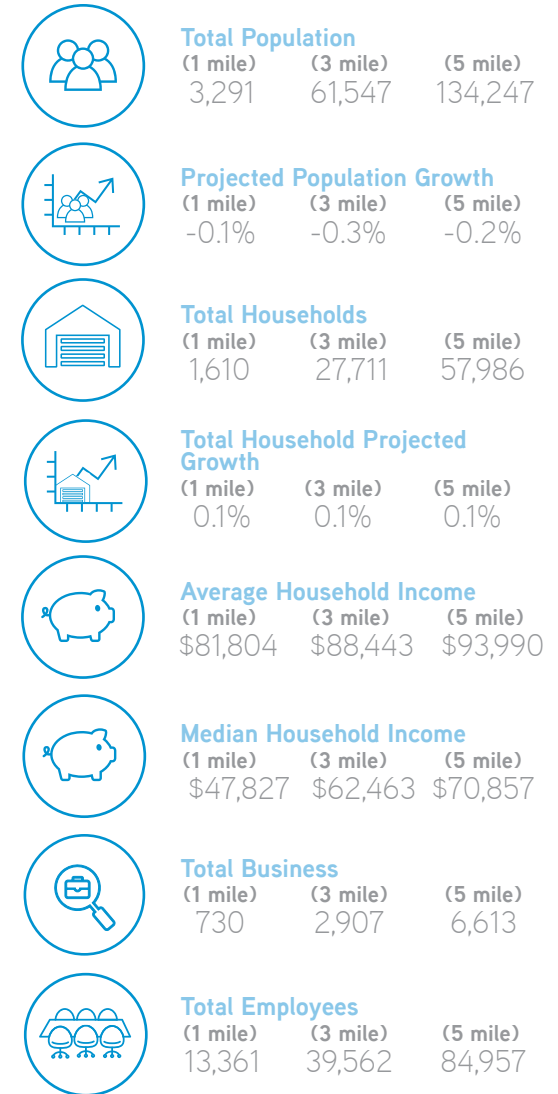 Total Population
(1 mile) (3 mile) (5 mile)
3,291 61,547 134,247
Projected Population Growth
(1 mile) (3 mile) (5 mile)
-0.1% -0.3% -0.2%
Total Households
(1 mile) (3 mile) (5 mile)
1,610 27,711 57,986
Total Household Projected
Growth
(1 mile) (3 mile) (5 mile)
0.1% 0.1% 0.1%
Average Household Income
(1 mile) (3 mile) (5 mile)
$81,804 $88,443 $93,990
Median Household Income
(1 mile) (3 mile) (5 mile)
$47,827 $62,463 $70,857
Total Business
(1 mile) (3 mile) (5 mile)
730 2,907 6,613
Total Employees
(1 mile) (3 mile) (5 mile)
13,361 39,562 84,957